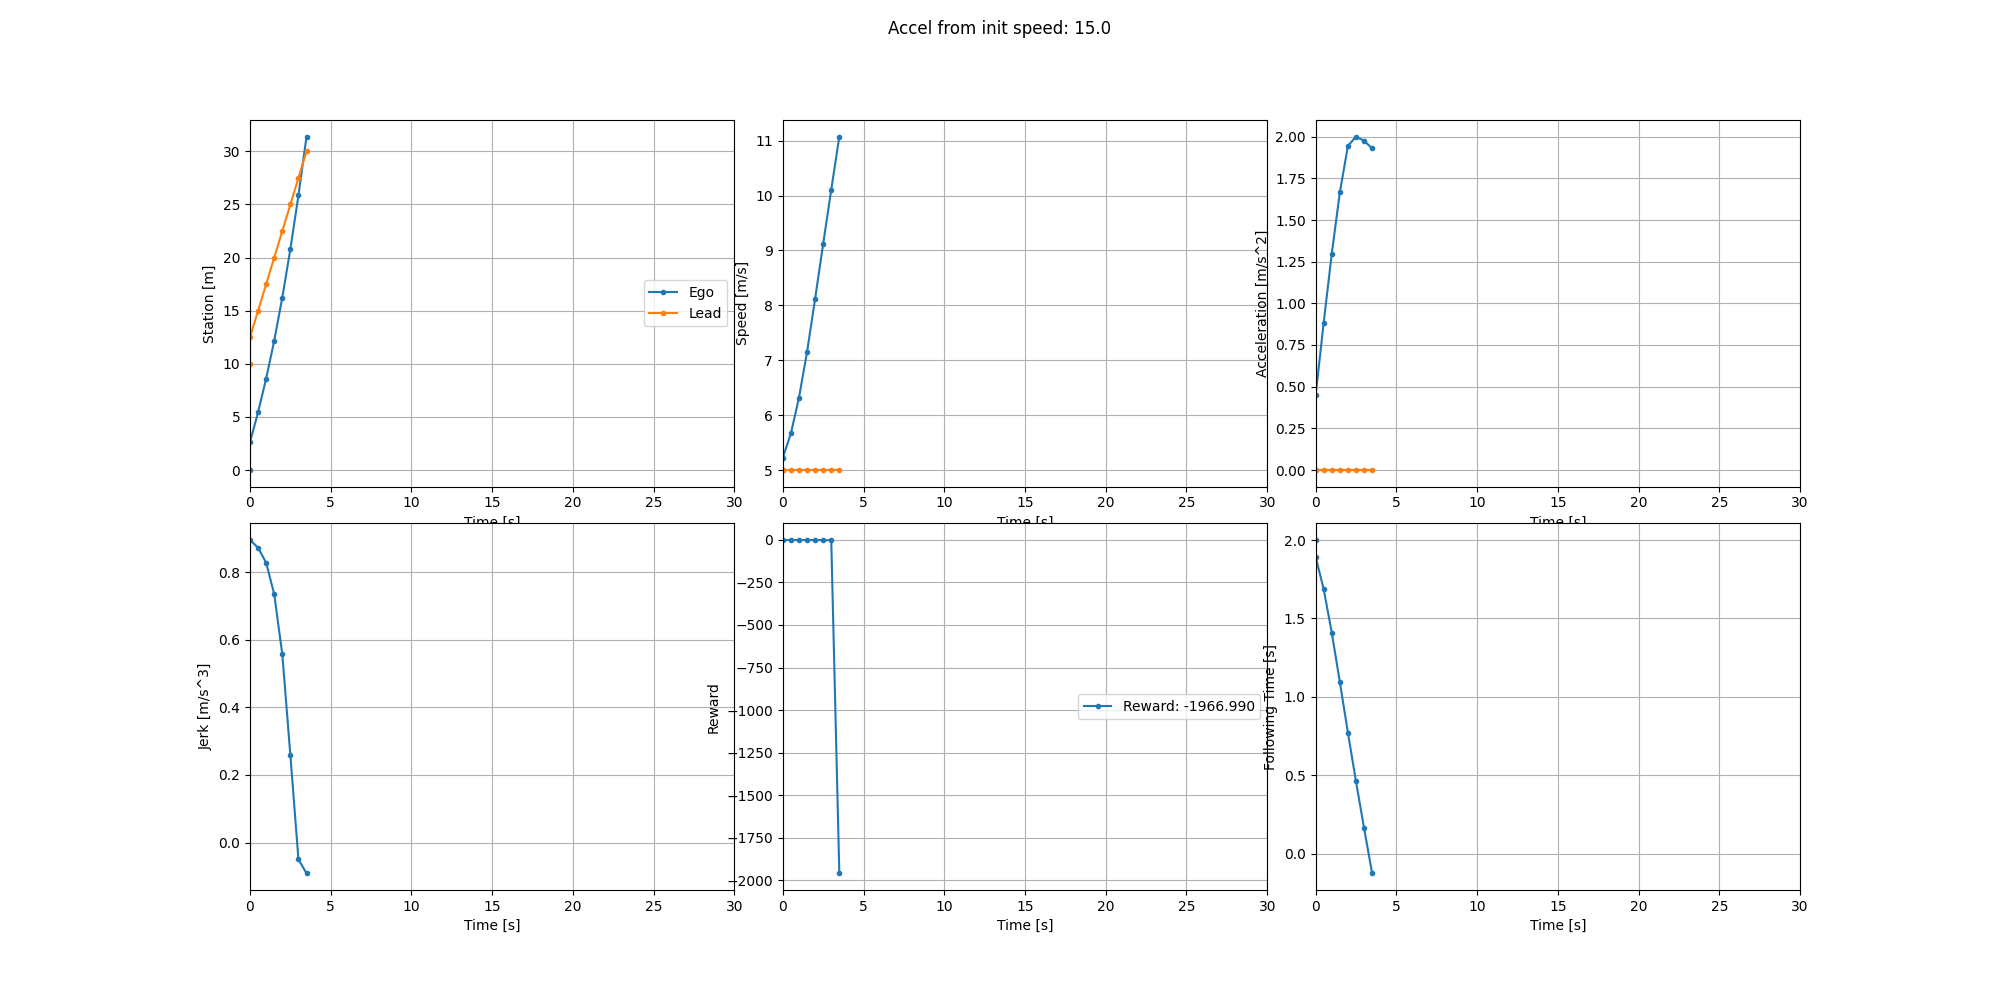 Accel from init speed: 15.0
Station [m]
30
25
20
15
10
5
0
Ego
Lead
0 5 10 15 20 25 30
Time [s]
Speed [m/s]
11
10
9
8
7
6
5
0 5 10 15 20 25 30
Time [s]
Acceleration [m/s^2]
2.00
1.75
1.50
1.25
1.00
0.75
0.50
0.25
0.00
0 5 10 15 20 25 30
Time [s]
Jerk [m/s^3]
0.8
0.6
0.4
0.2
0.0
0 5 10 15 20 25 30
Time [s]
Reward
0
−250
−500
−750
−1000
−1250
−1500
−1750
−2000
Reward: -1966.990
0 5 10 15 20 25 30
Time [s]
Following Time [s]
2.0
1.5
1.0
0.5
0.0
0 5 10 15 20 25 30
Time [s]